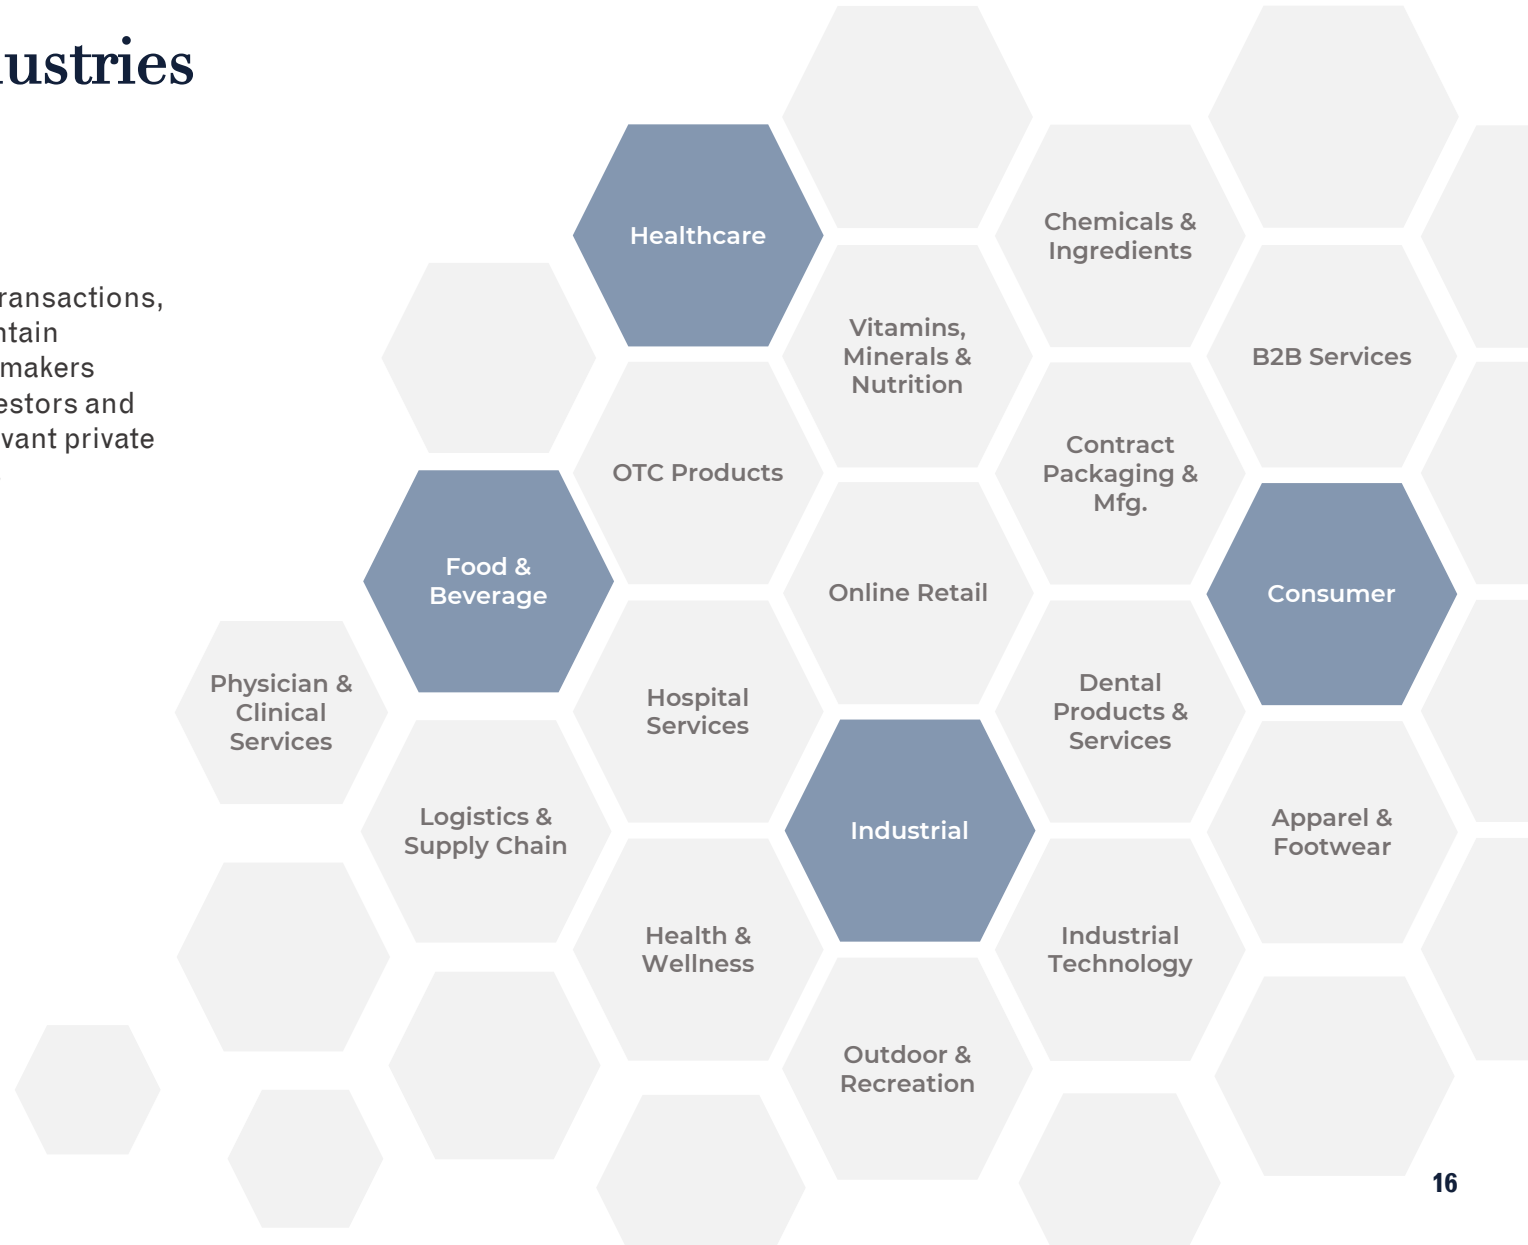 ustries
ransactions,
ntain
makers
estors and
vant private
Healthcare
Chemicals &
Ingredients
Vitamins,
Minerals &
Nutrition
B2B Services
OTC Products
Contract
Packaging &
Mfg.
Food &
Beverage
Online Retail
Consumer
Physician &
Clinical
Services
Hospital
Services
Dental
Products &
Services
Logistics &
Supply Chain
Industrial
Apparel &
Footwear
Health &
Wellness
Industrial
Technology
Outdoor &
Recreation
16